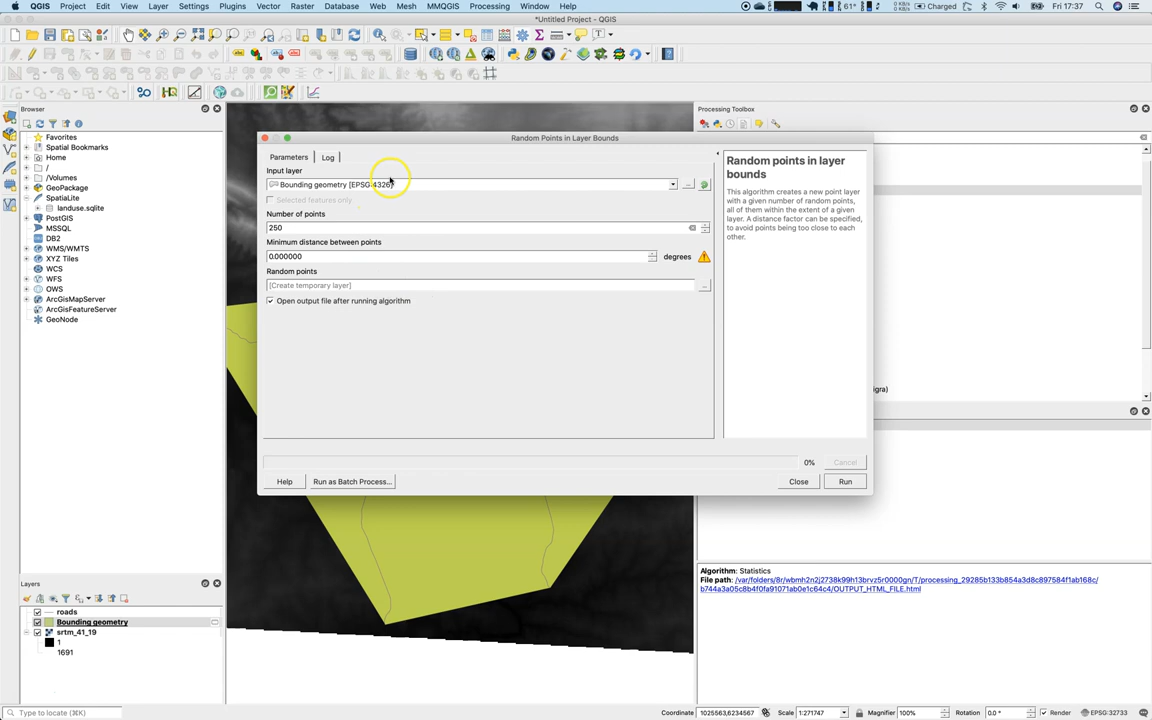 QGIS Project Edit View Layer Settings Plugins Vector Raster Database Web Mesh MMQGIS Processing Window Help
61° Charged Fri 17:37
*Untitled Project - QGIS
Browser
Favorites
Spatial Bookmarks
Home
/
/Volumes
GeoPackage
SpatiaLite
landuse.sqlite
PostGIS
MSSQL
DB2
WMS/WMTS
XYZ Tiles
WCS
WFS
OWS
ArcGisMapServer
ArcGisFeatureServer
GeoNode
Layers
roads
Bounding geometry
srtm_41_19
1
1691
Random Points in Layer Bounds
Parameters Log
Input layer
Bounding geometry [EPSG:4326]
...
Selected features only
Number of points
250
Minimum distance between points
0.000000
degrees
Random points
[Create temporary layer]
...
Open output file after running algorithm
0%
Cancel
Help
Run as Batch Process...
Close
Run
Random points in layer
bounds
This algorithm creates a new point layer
with a given number of random points,
all of them within the extent of a given
layer. A distance factor can be specified,
to avoid points being too close to each
other.
Processing Toolbox
igra)
Algorithm: Statistics
File path: /var/folders/8r/wbmh2n2j2738k99h13brvz5r0000gn/T/processing_29285b133b854a3d8c897584f1ab168c/
b744a3a05c8b4f0fa91071ab0e1c64c4/OUTPUT_HTML_FILE.html
Type to locate (⌘K)
Coordinate 1025563,6234567 Scale 1:271747 Magnifier 100% Rotation 0.0 ° Render EPSG:32733